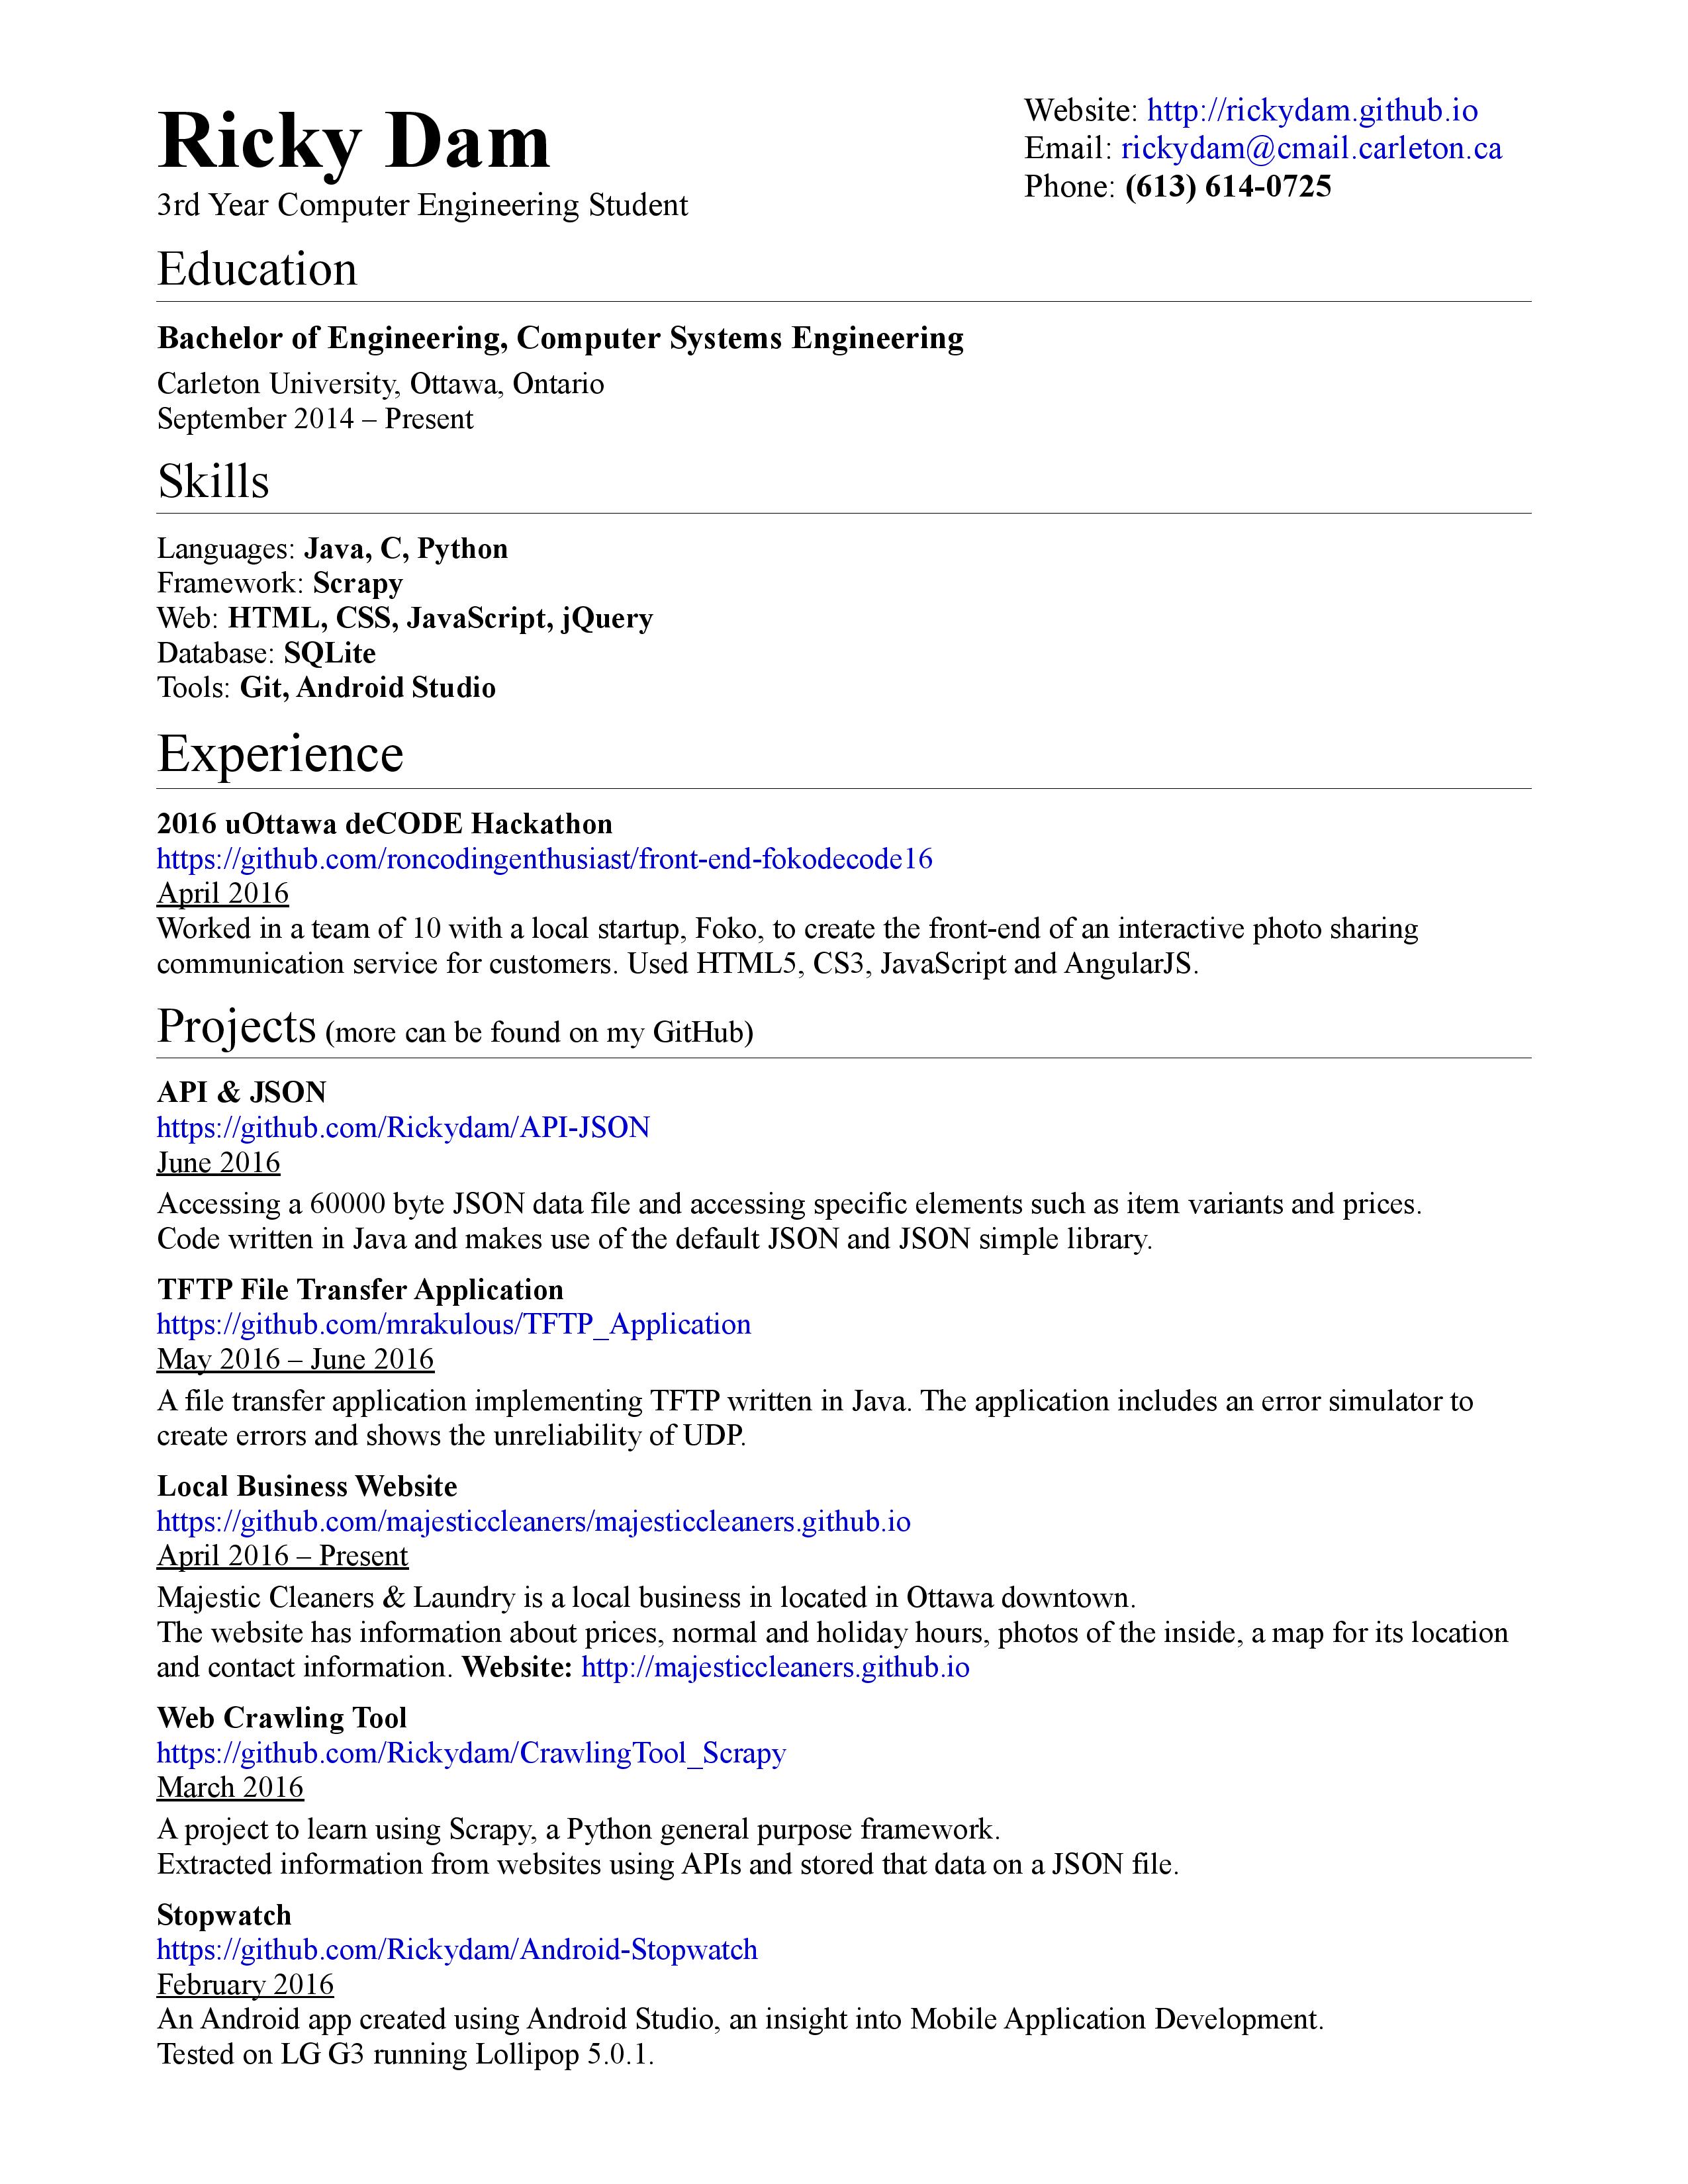 Ricky Dam
3rd Year Computer Engineering Student
Website: http://rickydam.github.io
Email: rickydam@cmail.carleton.ca
Phone: (613) 614-0725
Education
Bachelor of Engineering, Computer Systems Engineering
Carleton University, Ottawa, Ontario
September 2014 – Present
Skills
Languages: Java, C, Python
Framework: Scrapy
Web: HTML, CSS, JavaScript, jQuery
Database: SQLite
Tools: Git, Android Studio
Experience
2016 uOttawa deCODE Hackathon
https://github.com/roncodingenthusiast/front-end-fokodecode16
April 2016
Worked in a team of 10 with a local startup, Foko, to create the front-end of an interactive photo sharing
communication service for customers. Used HTML5, CS3, JavaScript and AngularJS.
Projects (more can be found on my GitHub)
API & JSON
https://github.com/Rickydam/API-JSON
June 2016
Accessing a 60000 byte JSON data file and accessing specific elements such as item variants and prices.
Code written in Java and makes use of the default JSON and JSON simple library.
TFTP File Transfer Application
https://github.com/mrakulous/TFTP_Application
May 2016 – June 2016
A file transfer application implementing TFTP written in Java. The application includes an error simulator to
create errors and shows the unreliability of UDP.
Local Business Website
https://github.com/majesticcleaners/majesticcleaners.github.io
April 2016 – Present
Majestic Cleaners & Laundry is a local business in located in Ottawa downtown.
The website has information about prices, normal and holiday hours, photos of the inside, a map for its location
and contact information. Website: http://majesticcleaners.github.io
Web Crawling Tool
https://github.com/Rickydam/CrawlingTool_Scrapy
March 2016
A project to learn using Scrapy, a Python general purpose framework.
Extracted information from websites using APIs and stored that data on a JSON file.
Stopwatch
https://github.com/Rickydam/Android-Stopwatch
February 2016
An Android app created using Android Studio, an insight into Mobile Application Development.
Tested on LG G3 running Lollipop 5.0.1.